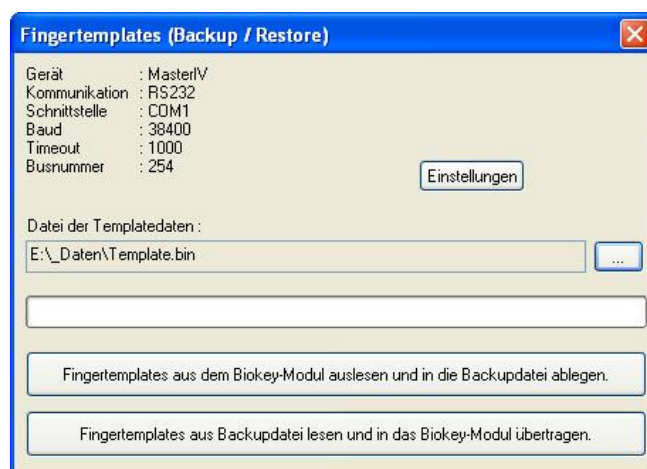 Fingertemplates (Backup / Restore)
Gerät : MasterIV
Kommunikation : RS232
Schnittstelle : COM1
Baud : 38400
Timeout : 1000
Busnummer : 254
Einstellungen
Datei der Templatedaten :
E:\_Daten\Template.bin
...
Fingertemplates aus dem Biokey-Modul auslesen und in die Backupdatei ablegen.
Fingertemplates aus Backupdatei lesen und in das Biokey-Modul übertragen.